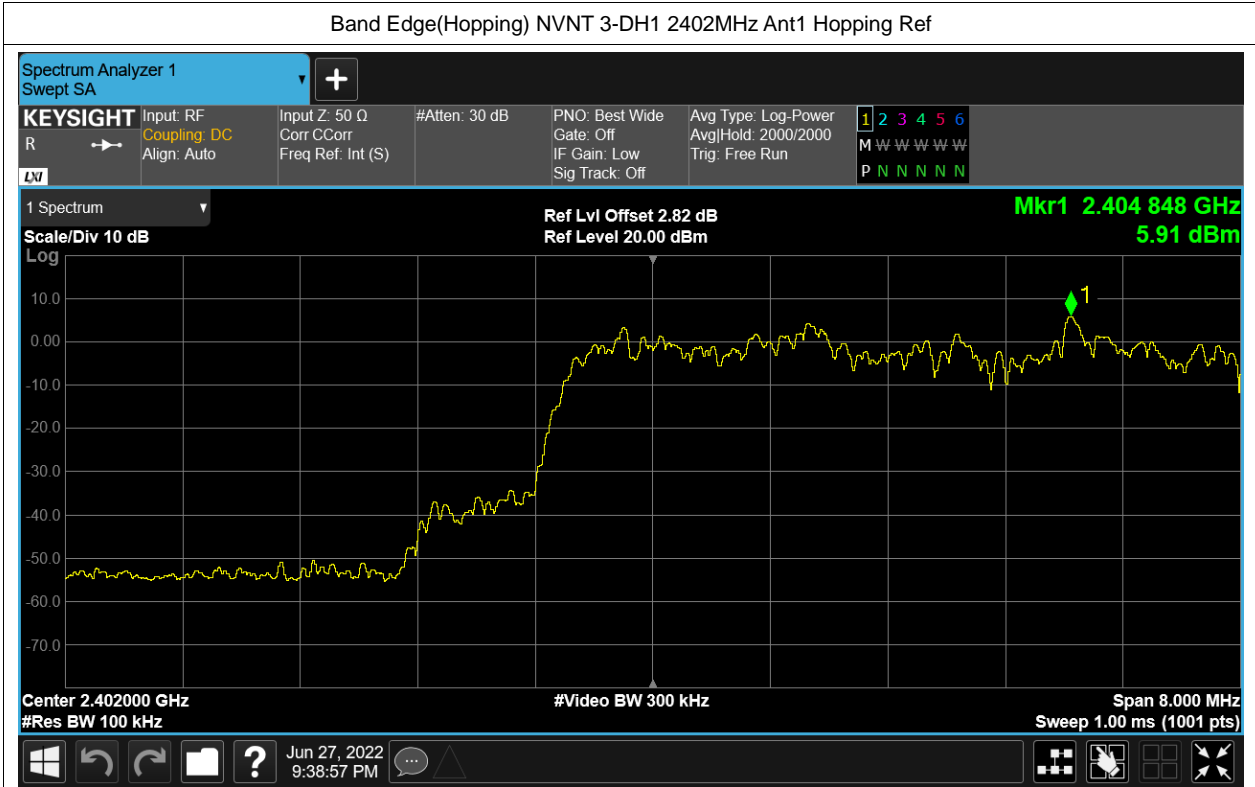 Band Edge(Hopping) NVNT 3-DH1 2402MHz Ant1 Hopping Ref
Spectrum Analyzer 1
Swept SA
KEYSIGHT
R
LXI
Input: RF
Coupling: DC
Align: Auto
Input Z: 50 Ω
Corr CCorr
Freq Ref: Int (S)
#Atten: 30 dB
PNO: Best Wide
Gate: Off
IF Gain: Low
Sig Track: Off
Avg Type: Log-Power
Avg|Hold: 2000/2000
Trig: Free Run
1 2 3 4 5 6
M W W W W W
P N N N N N
1 Spectrum
Scale/Div 10 dB
Ref Lvl Offset 2.82 dB
Ref Level 20.00 dBm
Mkr1 2.404 848 GHz
5.91 dBm
Log
10.0
0.00
-10.0
-20.0
-30.0
-40.0
-50.0
-60.0
-70.0
1
Center 2.402000 GHz
#Res BW 100 kHz
#Video BW 300 kHz
Span 8.000 MHz
Sweep 1.00 ms (1001 pts)
?
Jun 27, 2022
9:38:57 PM